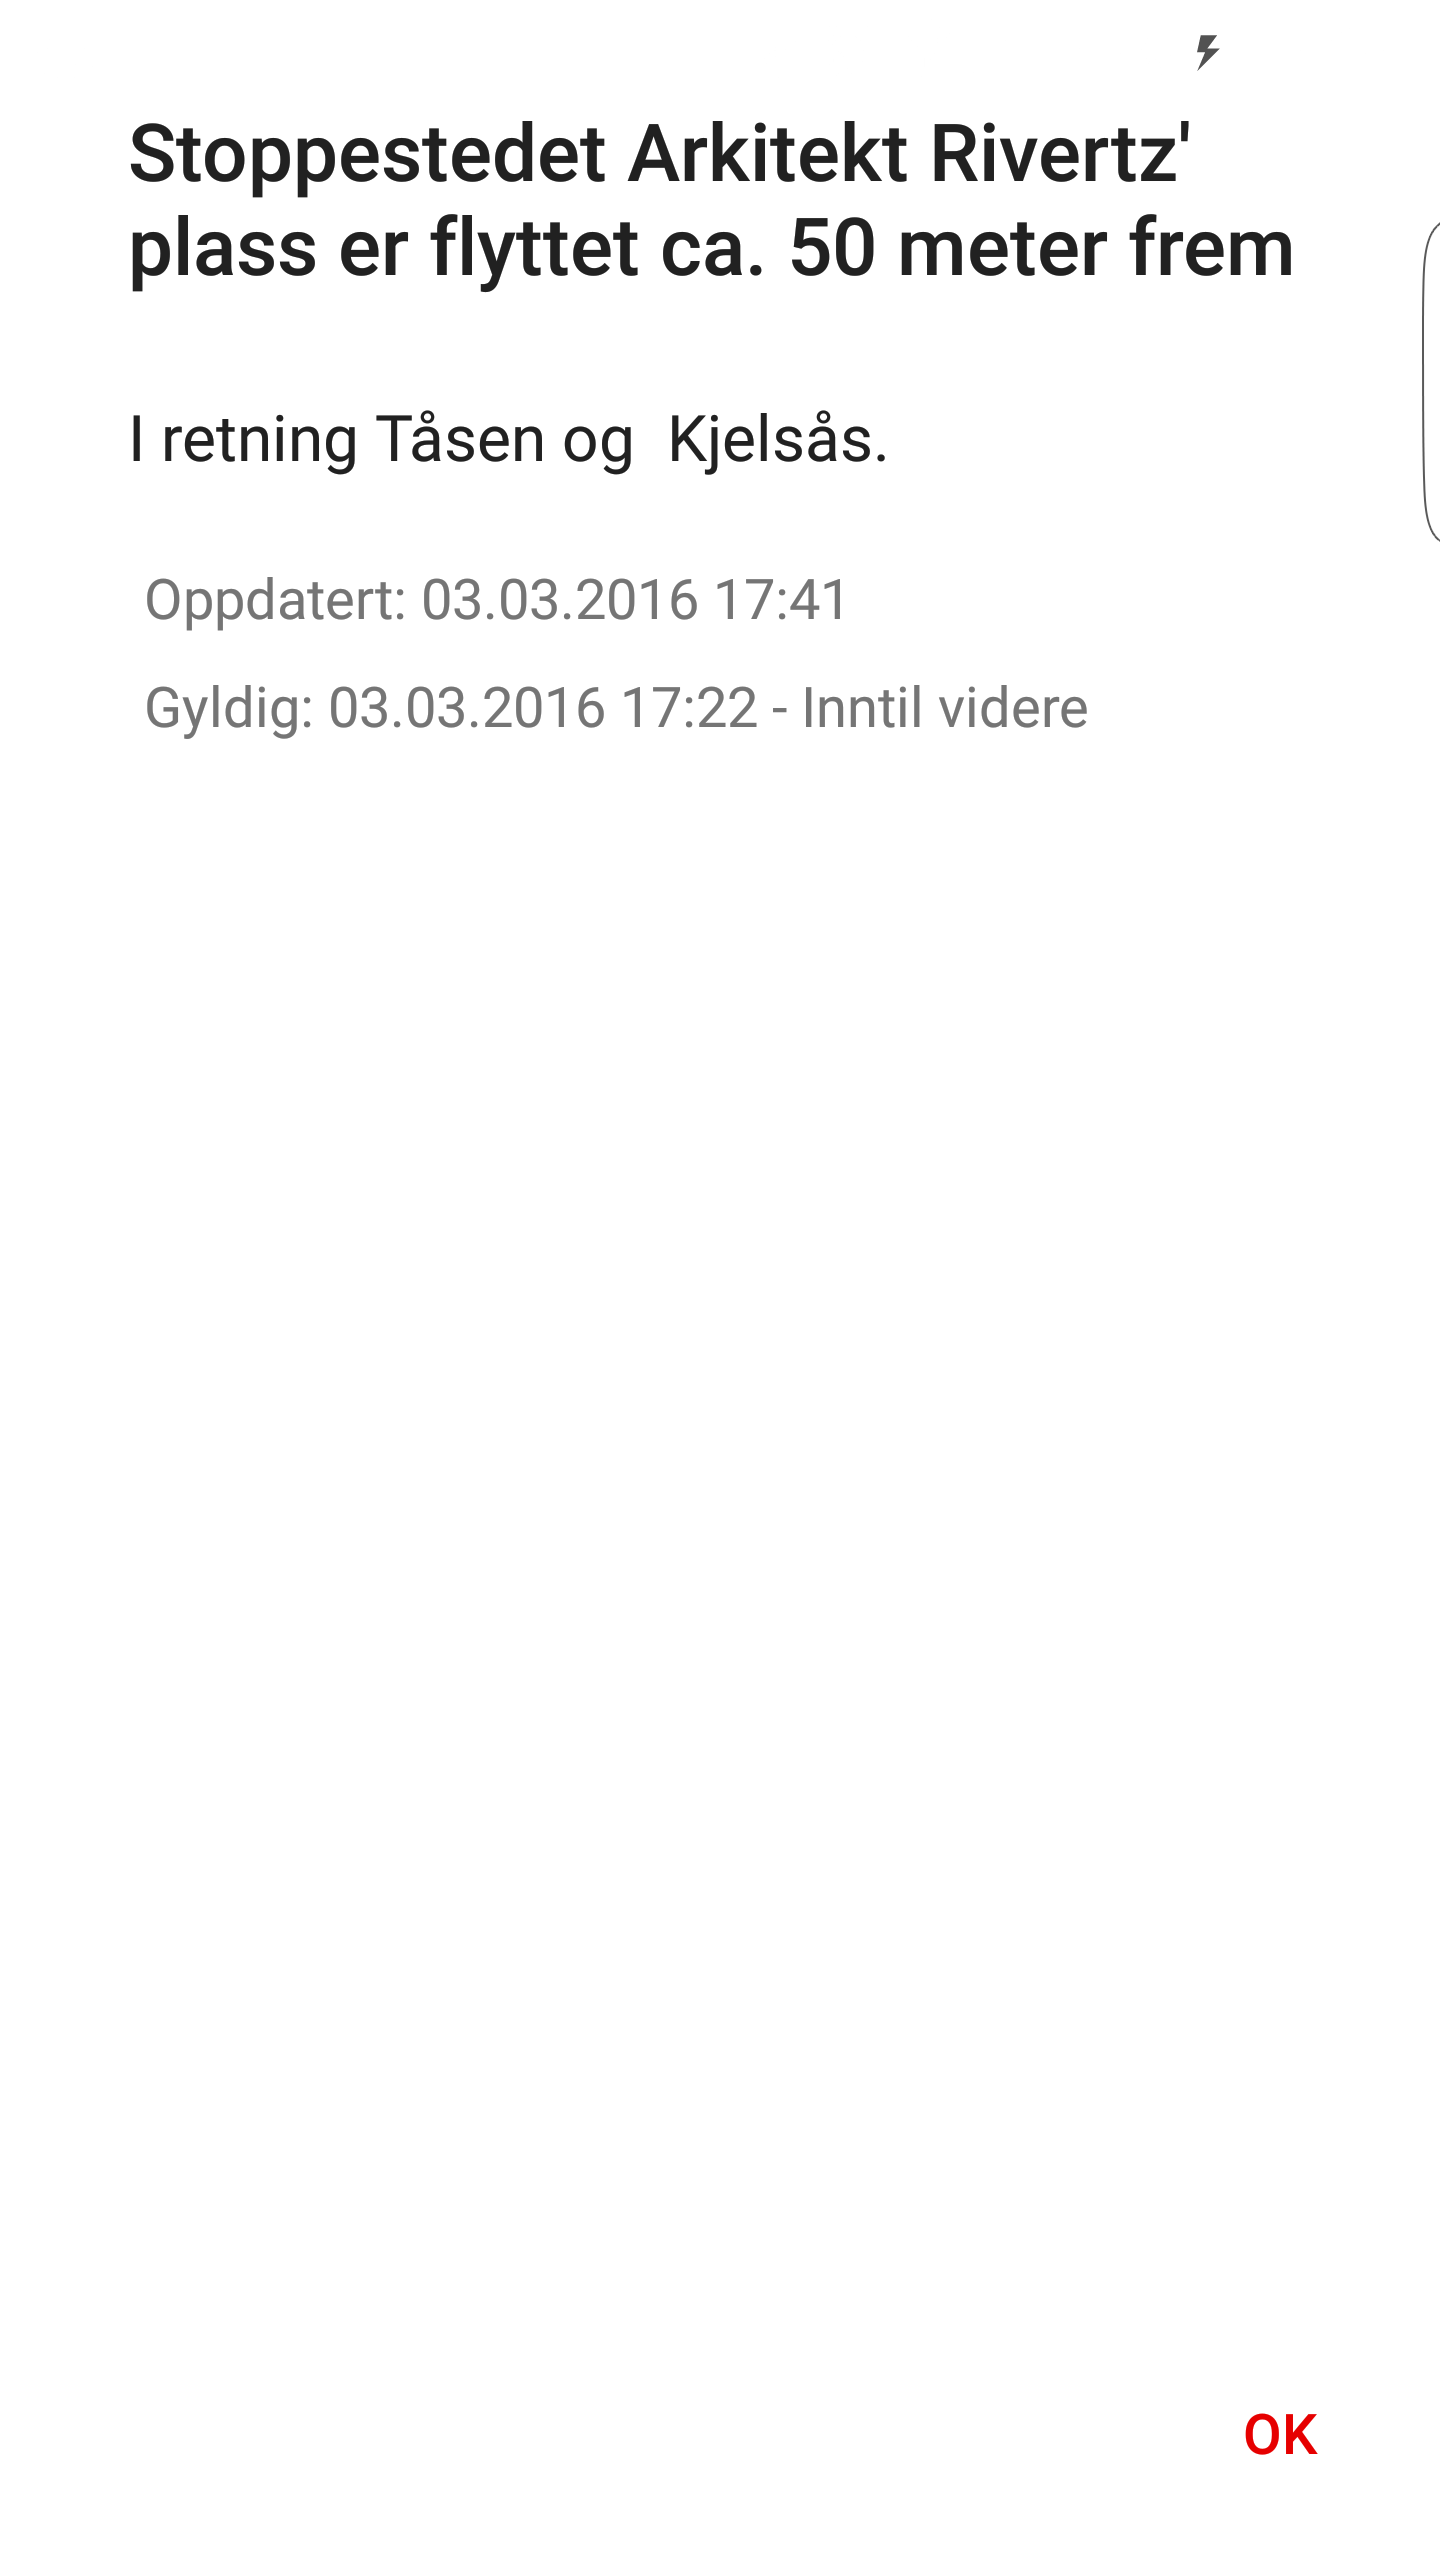 Stoppestedet Arkitekt Rivertz'
plass er flyttet ca. 50 meter frem
I retning Tåsen og  Kjelsås.
Oppdatert: 03.03.2016 17:41
Gyldig: 03.03.2016 17:22 - Inntil videre
OK